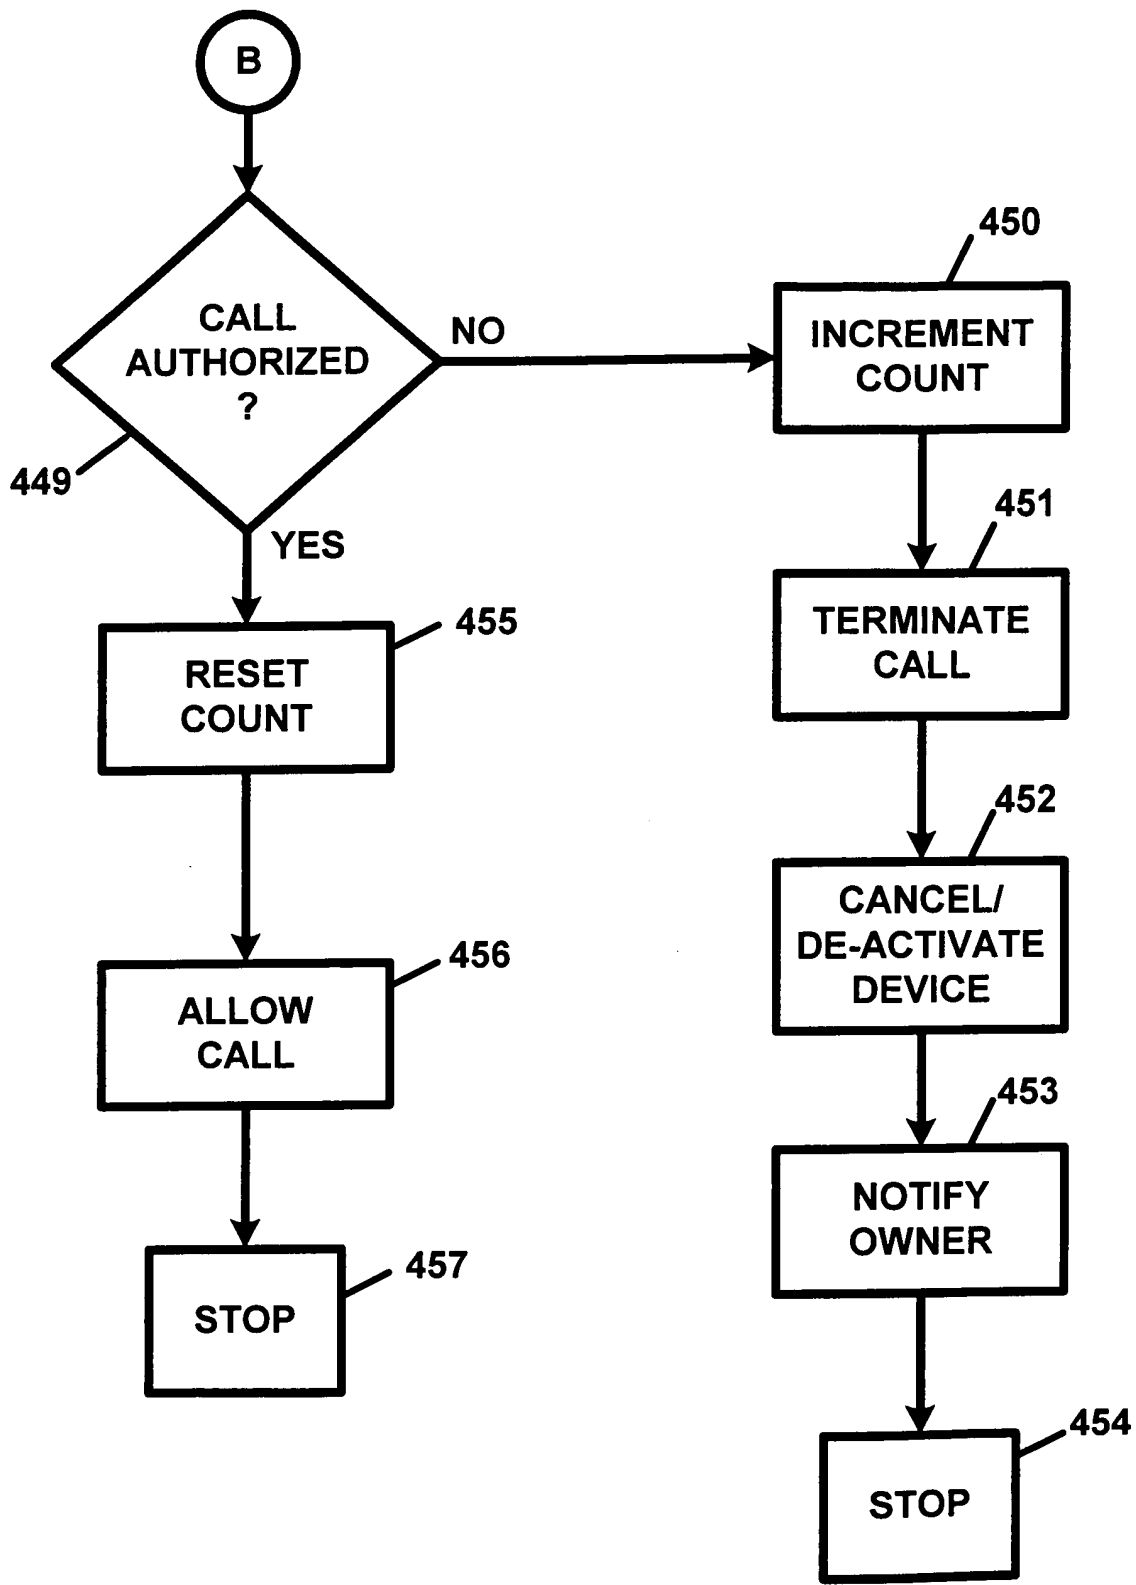 B
CALL
AUTHORIZED
?
449
NO
YES
455
RESET
COUNT
456
ALLOW
CALL
457
STOP
450
INCREMENT
COUNT
451
TERMINATE
CALL
452
CANCEL/
DE-ACTIVATE
DEVICE
453
NOTIFY
OWNER
454
STOP